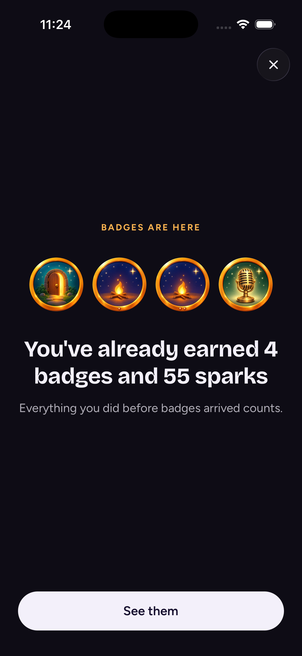 11:24
BADGES ARE HERE
You've already earned 4
badges and 55 sparks
Everything you did before badges arrived counts.
See them